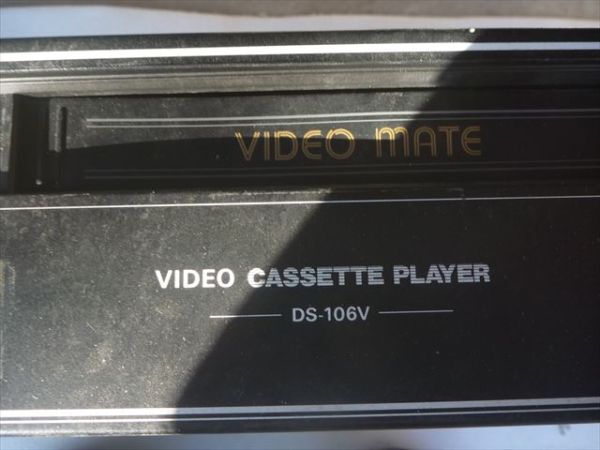 VIDEO MATE
VIDEO CASSETTE PLAYER
DS-106V